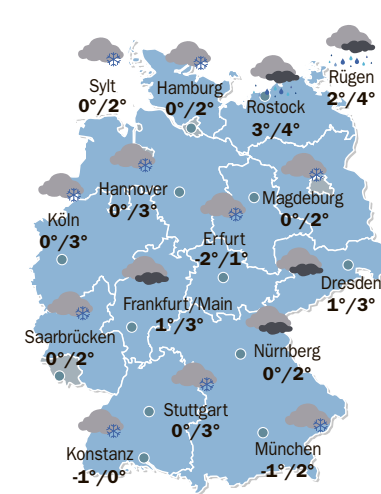 Sylt
0°/2°
Hamburg
0°/2°
Rostock
3°/4°
Rügen
2°/4°
Hannover
0°/3°
Magdeburg
0°/2°
Köln
0°/3°
Erfurt
-2°/1°
Dresden
1°/3°
Frankfurt/Main
1°/3°
Saarbrücken
0°/2°
Nürnberg
0°/2°
Stuttgart
0°/3°
Konstanz
-1°/0°
München
-1°/2°